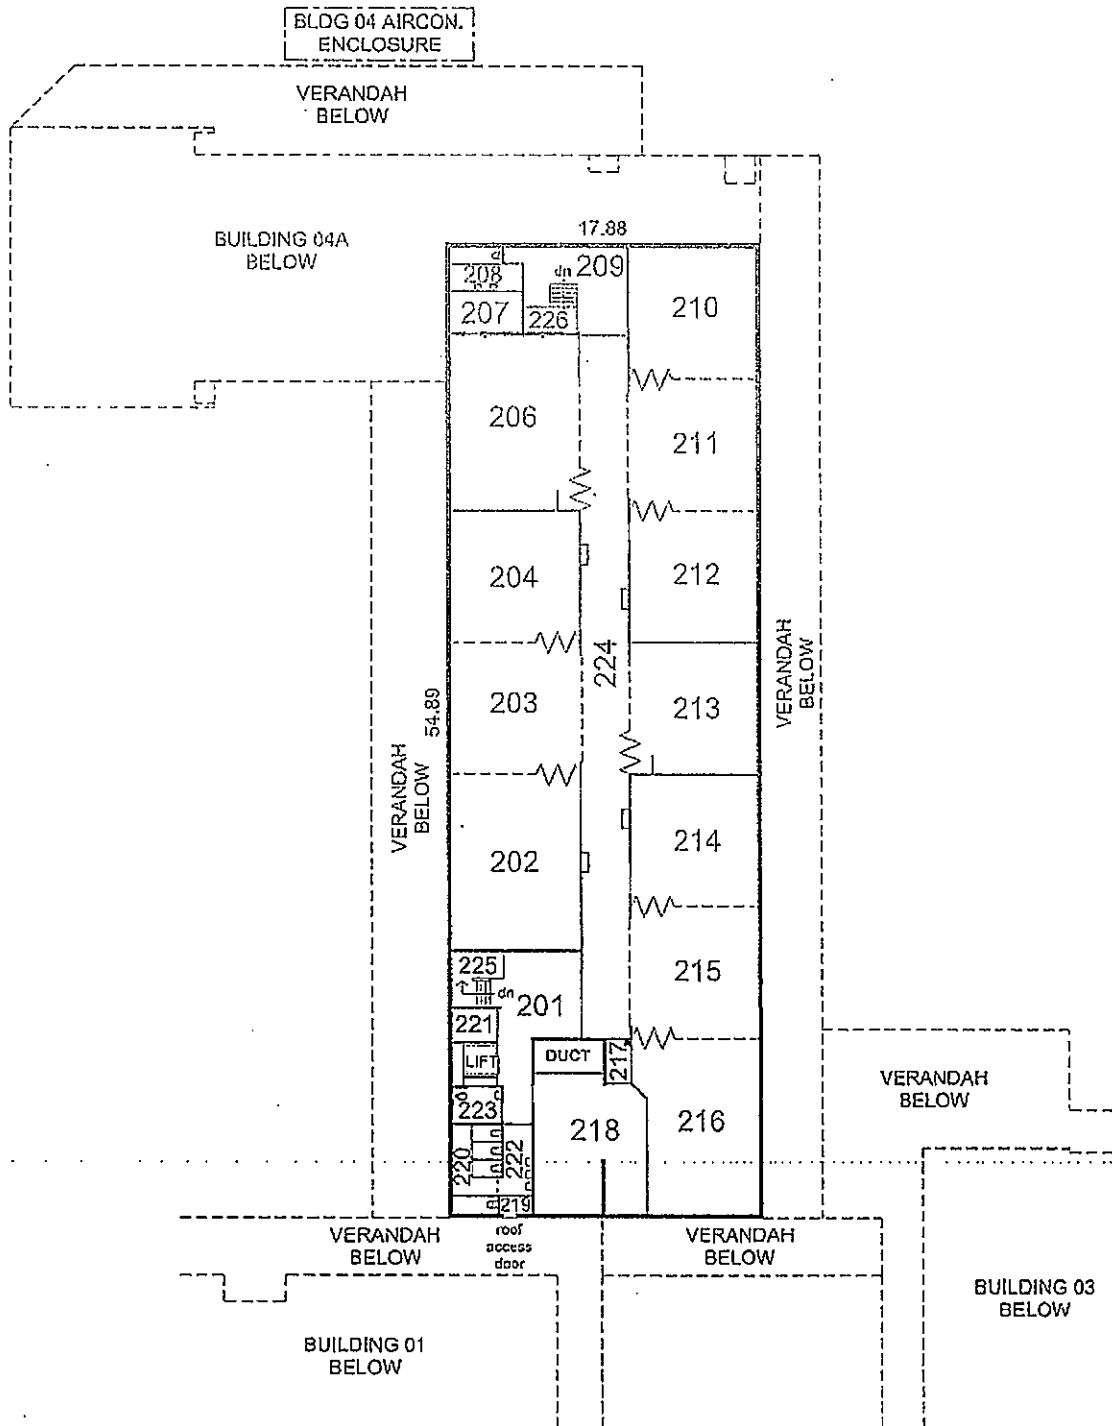 BLDG 04 AIRCON.
ENCLOSURE
VERANDAH
BELOW
BUILDING 04A
BELOW
17.88
208
dn
209
207
226
210
206
211
204
212
224
203
213
54.89
VERANDAH
BELOW
VERANDAH
BELOW
202
214
225
dn
201
215
221
LIFT
DUCT
217
223
218
216
220
222
219
VERANDAH
BELOW
VERANDAH
BELOW
roof
access
door
VERANDAH
BELOW
BUILDING 01
BELOW
BUILDING 03
BELOW